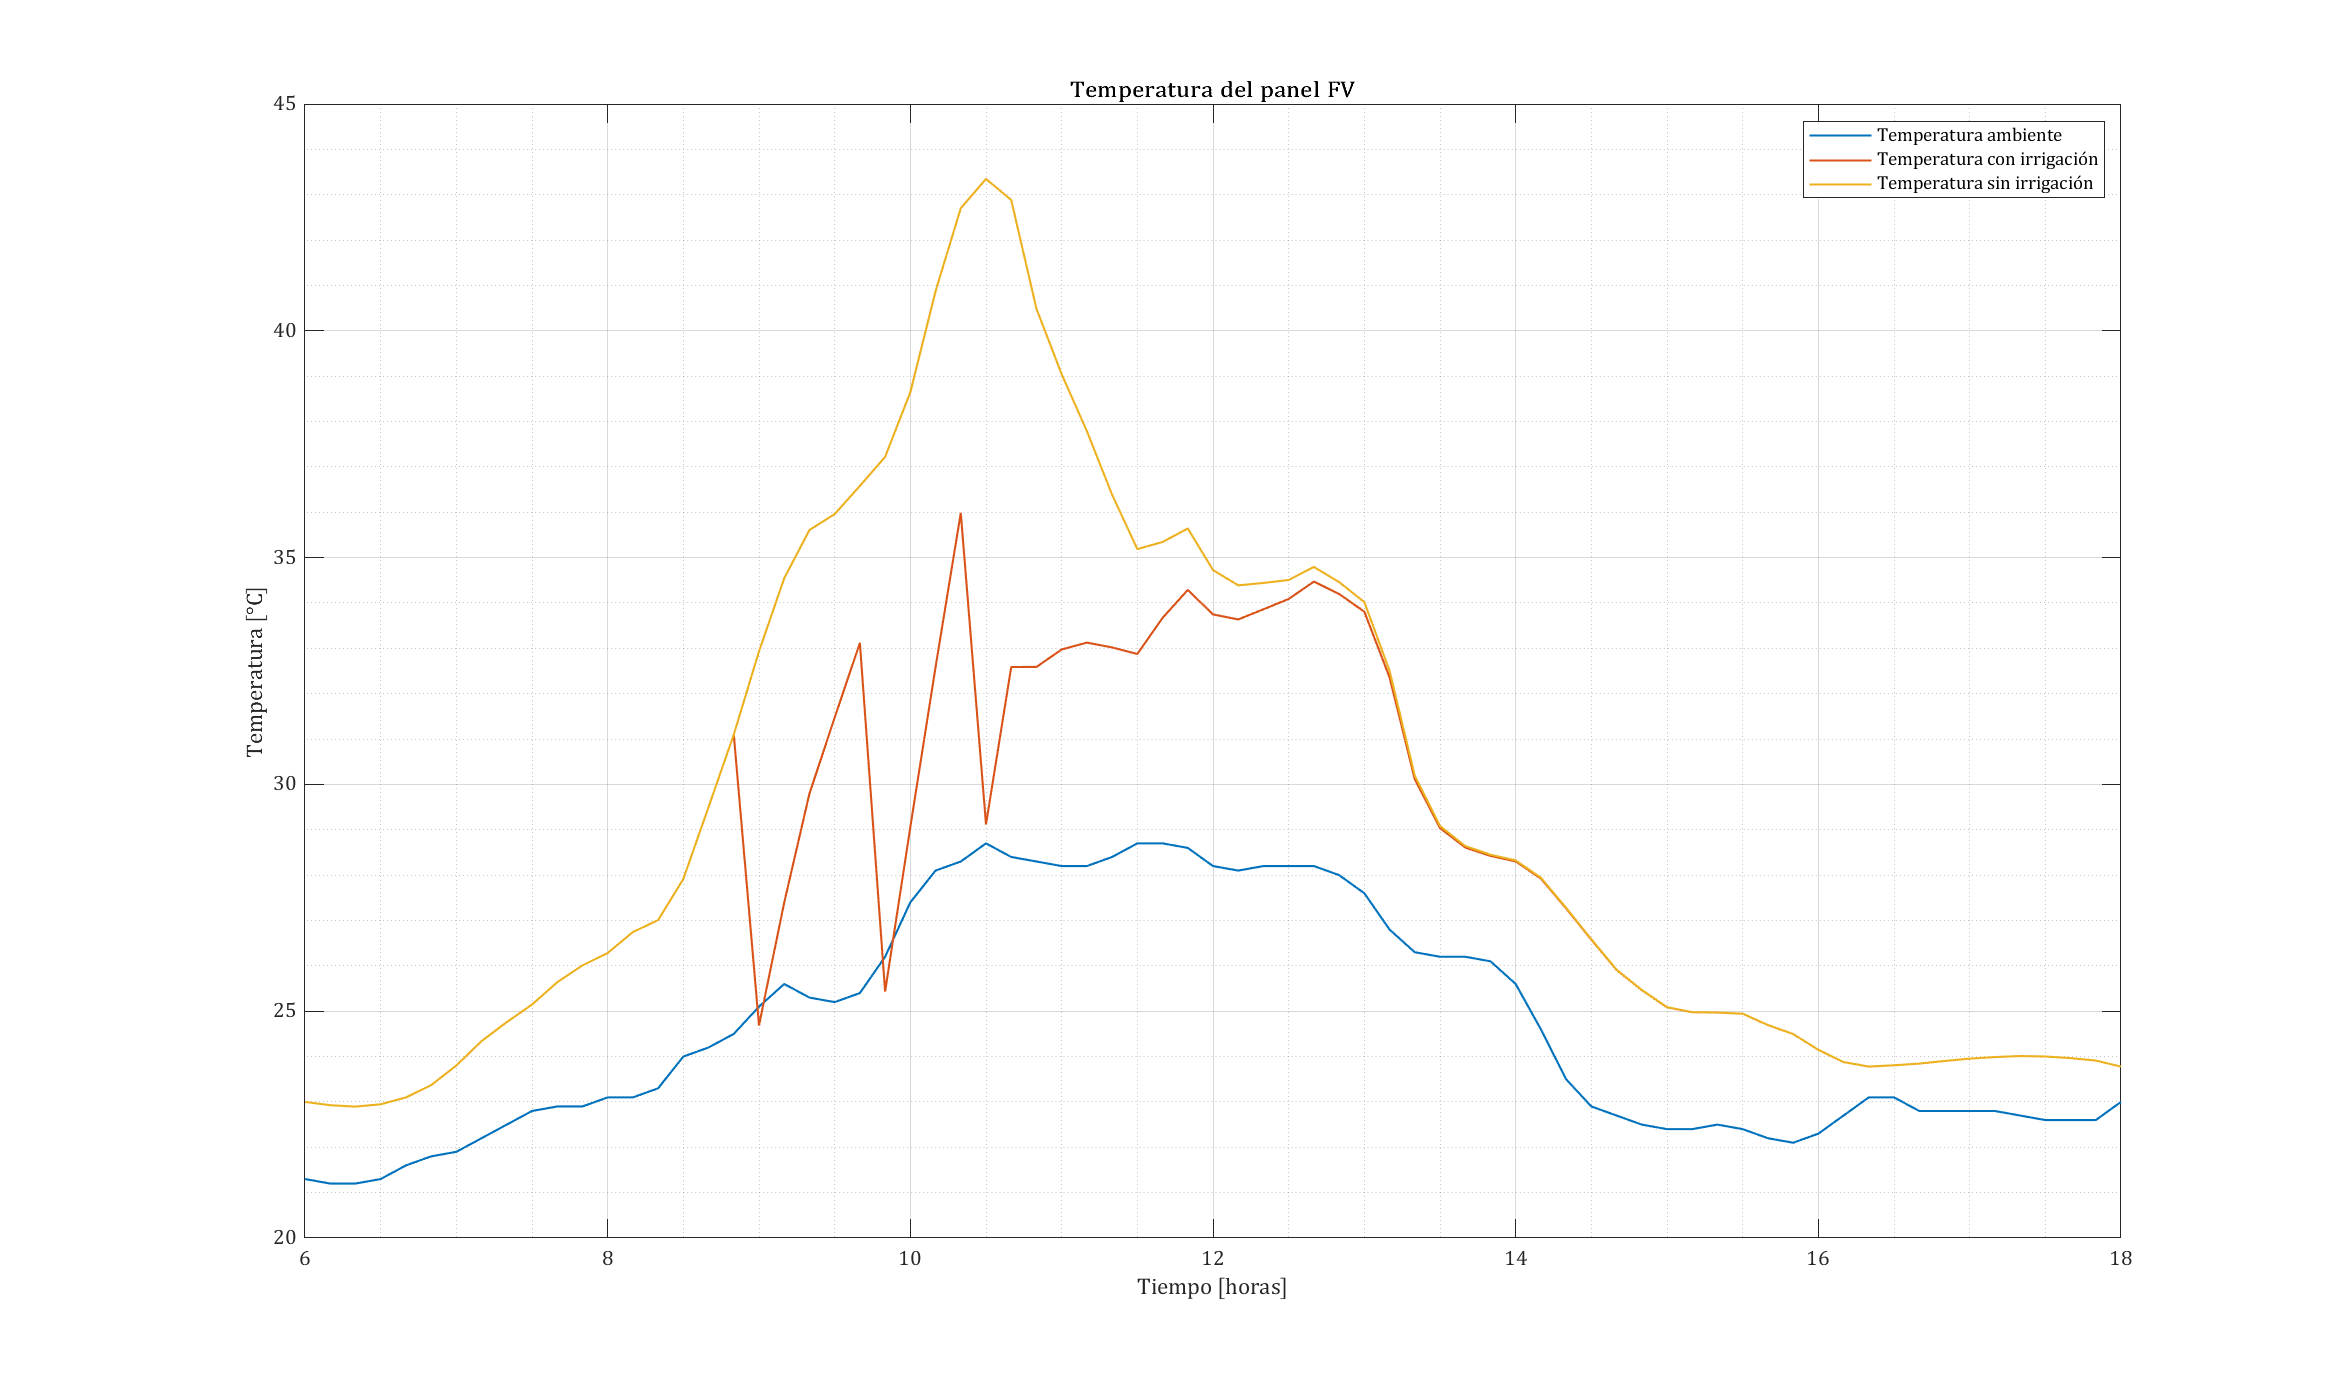 Temperatura del panel FV
Temperatura ambiente
Temperatura con irrigación
Temperatura sin irrigación
45
40
35
30
25
20
Temperatura [°C]
6 8 10 12 14 16 18
Tiempo [horas]